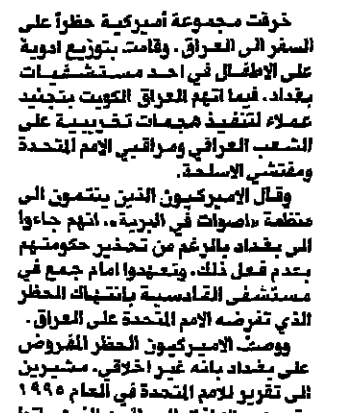 خرقت مجموعة أميركية حظراً على
السفر الى العراق. وقامت بتوزيع ادوية
على الاطفال في احد مستشفيات
بغداد. فيما اتهم العراق الكويت بتجنيد
عملاء لتنفيذ هجمات تخريبية على
الشعب العراقي ومراقبي الامم المتحدة
ومفتشي الاسلحة.
وقال الاميركيون الذين ينتمون الى
منظمة «اصوات في البرية». انهم جاءوا
الى بغداد بالرغم من تحذير حكومتهم
بعدم فعل ذلك. وتعهدوا امام جمع في
مستشفى القادسية بانتهاك الحظر
الذي تفرضه الامم المتحدة على العراق.
ووصف الاميركيون الحظر المفروض
على بغداد بانه غير اخلاقي. مشيرين
الى تقرير للامم المتحدة في العام ١٩٩٥